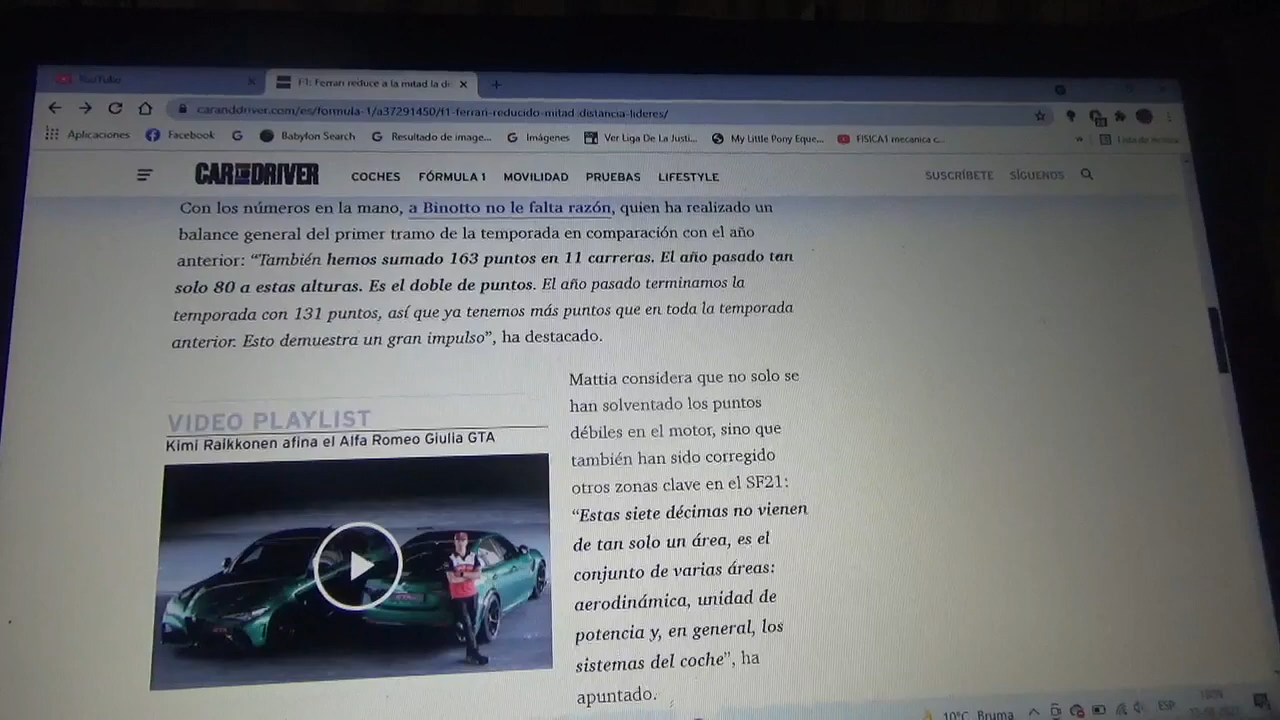 YouTube
F1: Ferrari reduce a la mitad la di
caranddriver.com/es/formula-1/a37291450/f1-ferrari-reducido-mitad-distancia-lideres/
Aplicaciones Facebook Babylon Search Resultado de image... Imágenes Ver Liga De La Justi... My Little Pony Eque... FISICA1 mecanica c...
CAR AND DRIVER COCHES FÓRMULA 1 MOVILIDAD PRUEBAS LIFESTYLE SUSCRÍBETE SÍGUENOS
Con los números en la mano, a Binotto no le falta razón, quien ha realizado un
balance general del primer tramo de la temporada en comparación con el año
anterior: “También hemos sumado 163 puntos en 11 carreras. El año pasado tan
solo 80 a estas alturas. Es el doble de puntos. El año pasado terminamos la
temporada con 131 puntos, así que ya tenemos más puntos que en toda la temporada
anterior. Esto demuestra un gran impulso”, ha destacado.
VIDEO PLAYLIST
Kimi Raikkonen afina el Alfa Romeo Giulia GTA
Mattia considera que no solo se
han solventado los puntos
débiles en el motor, sino que
también han sido corregido
otros zonas clave en el SF21:
“Estas siete décimas no vienen
de tan solo un área, es el
conjunto de varias áreas:
aerodinámica, unidad de
potencia y, en general, los
sistemas del coche”, ha
apuntado.
10°C Bruma ESP